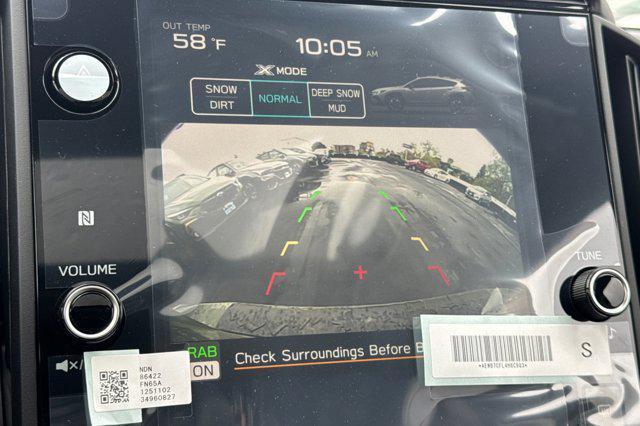 OUT TEMP
58 °F
10:05 AM
X MODE
SNOW DIRT
NORMAL
DEEP SNOW MUD
VOLUME
TUNE
RAB
ON
Check Surroundings Before B
NDN
86422
FN65A
1251102
34960827
S